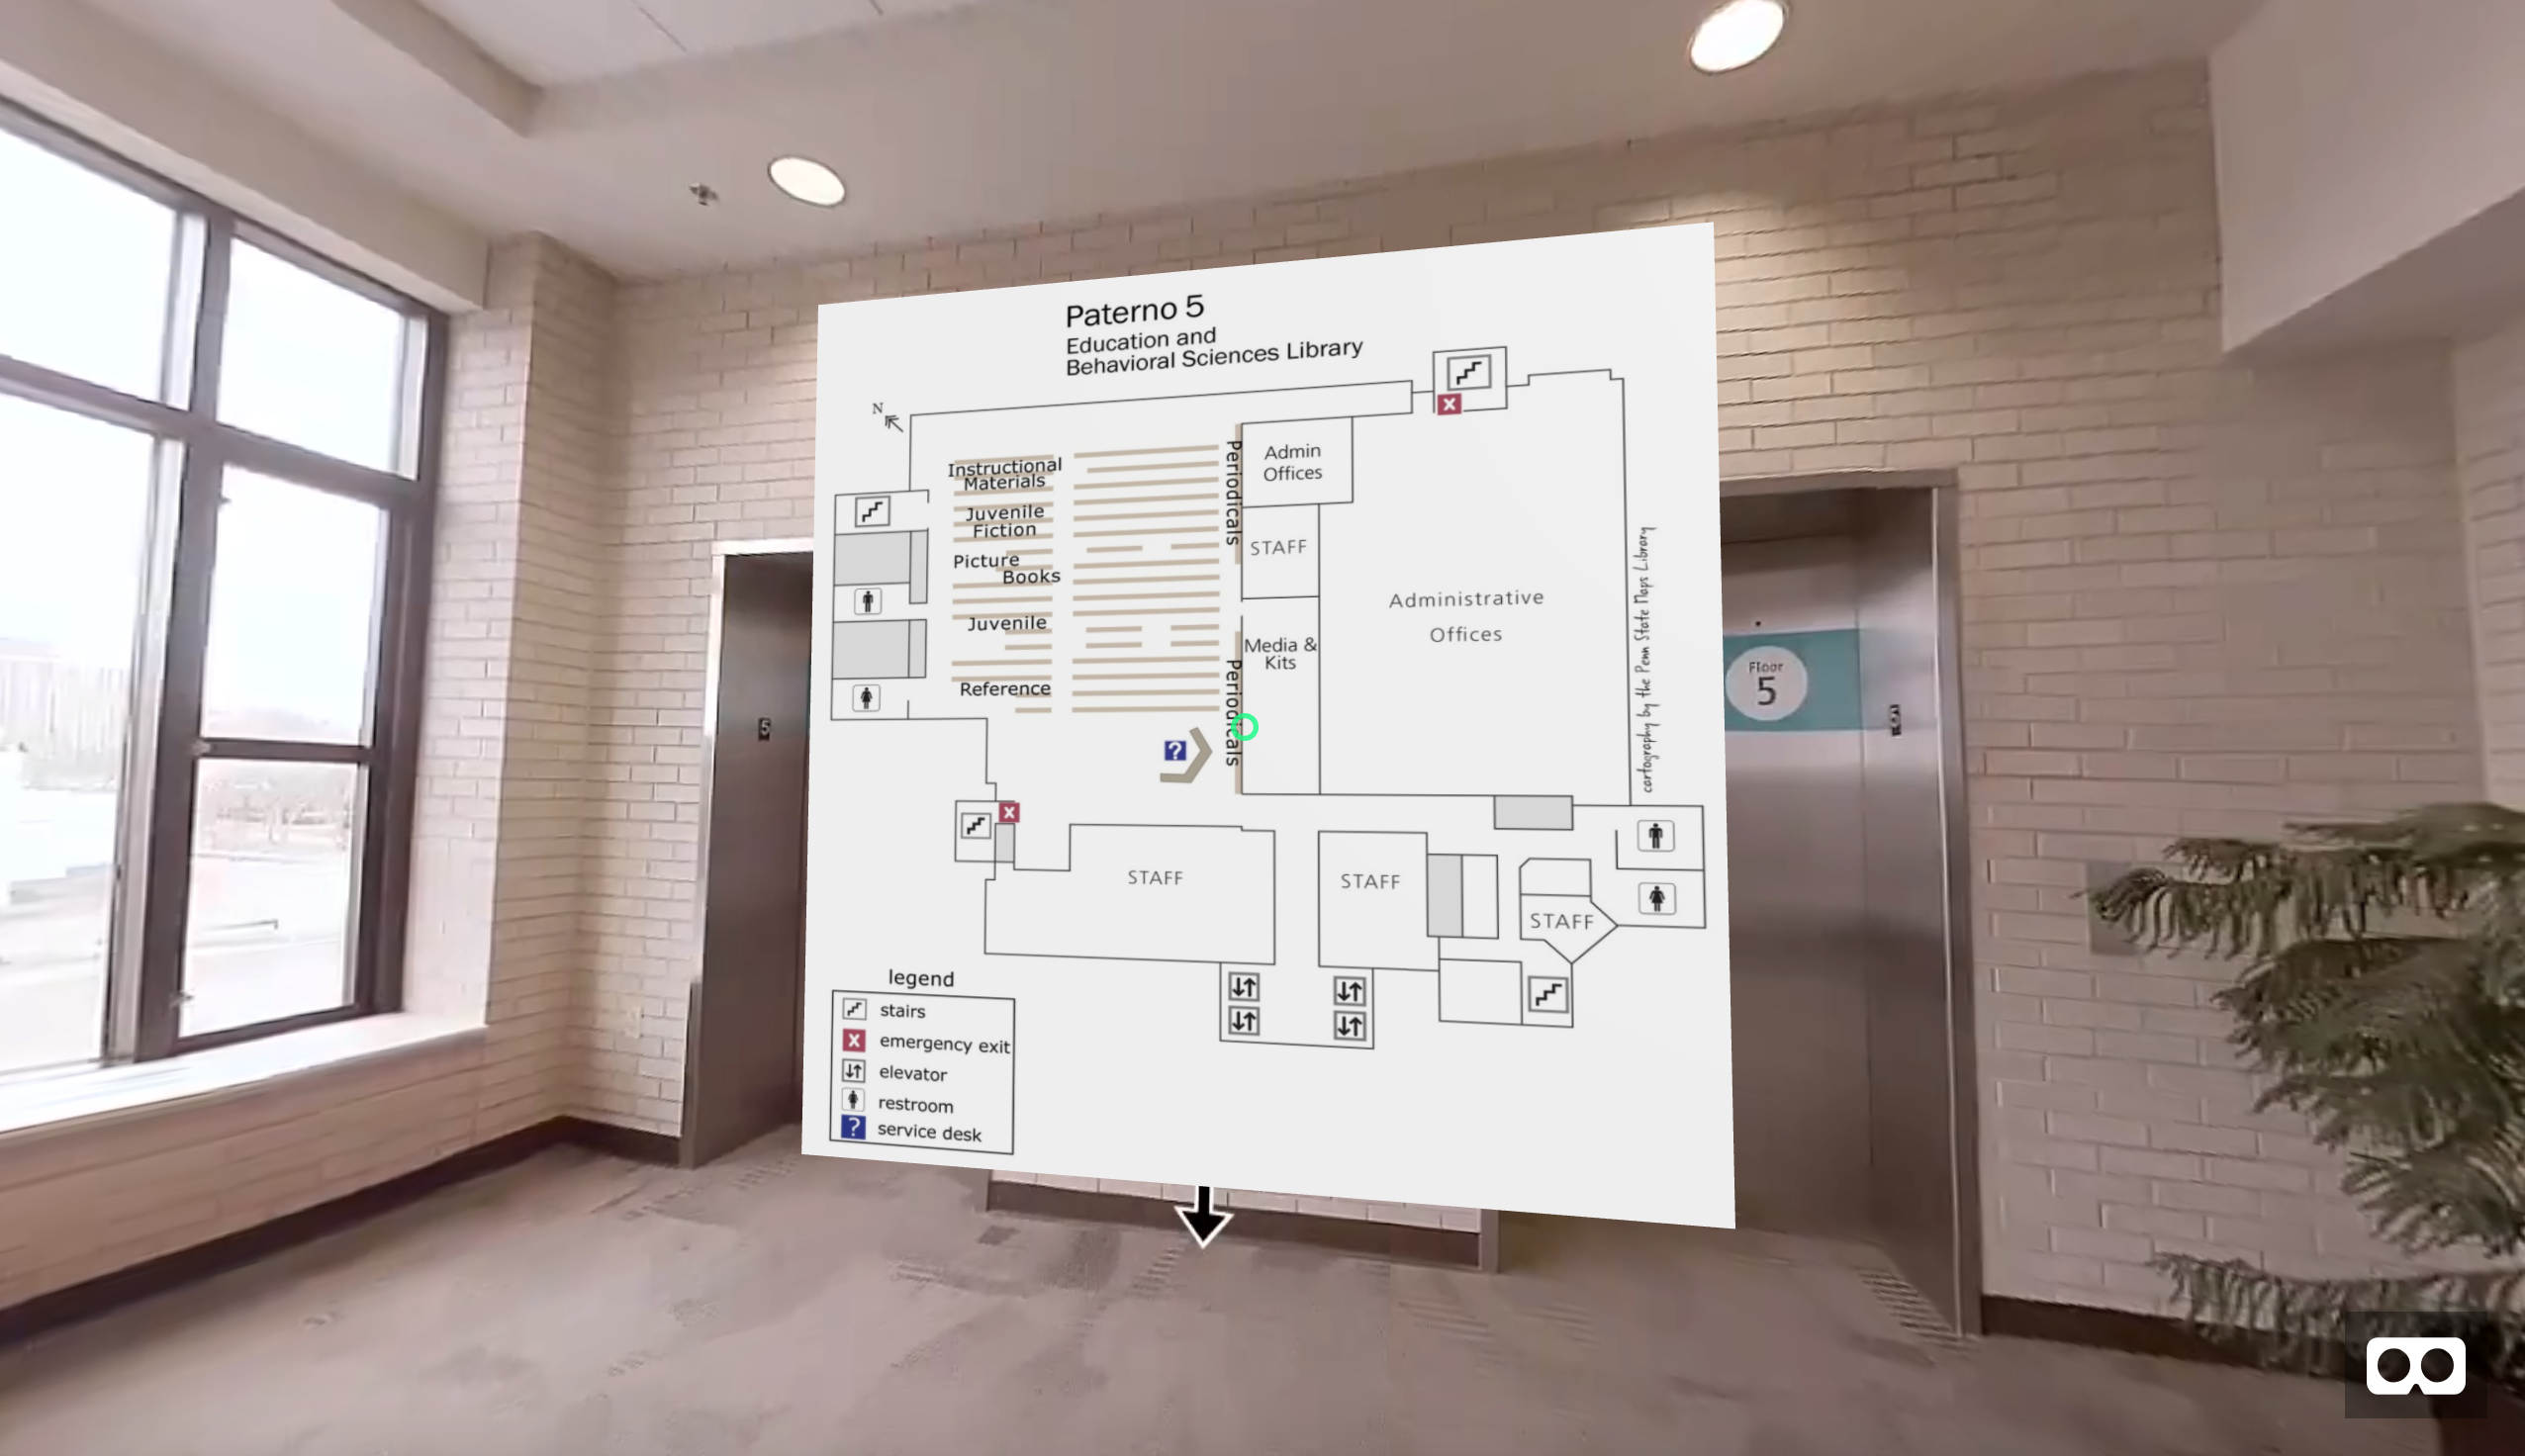 Paterno 5
Education and
Behavioral Sciences Library
N
Instructional
Materials
Juvenile
Fiction
Picture
Books
Juvenile
Reference
Periodicals
Periodicals
Admin
Offices
STAFF
Media &
Kits
Administrative
Offices
cartography by the Penn State Maps Library
X
?
X
STAFF
STAFF
STAFF
legend
stairs
X emergency exit
elevator
restroom
? service desk
5
Floor
5